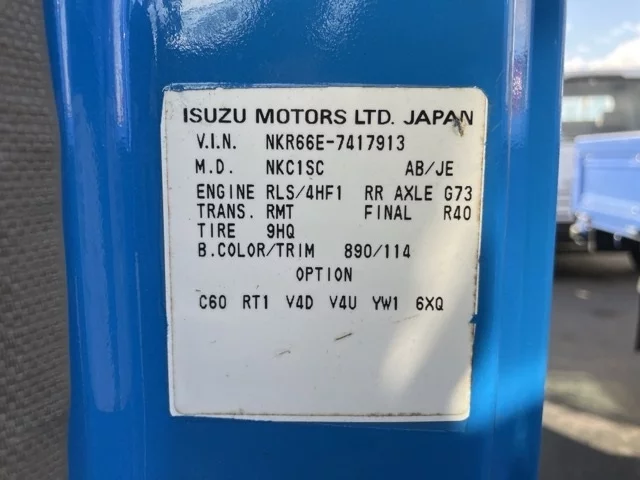 ISUZU MOTORS LTD. JAPAN
V.I.N. NKR66E-7417913
M.D. NKC1SC AB/JE
ENGINE RLS/4HF1 RR AXLE G73
TRANS. RMT FINAL R40
TIRE 9HQ
B.COLOR/TRIM 890/114
OPTION
C60 RT1 V4D V4U YW1 6XQ